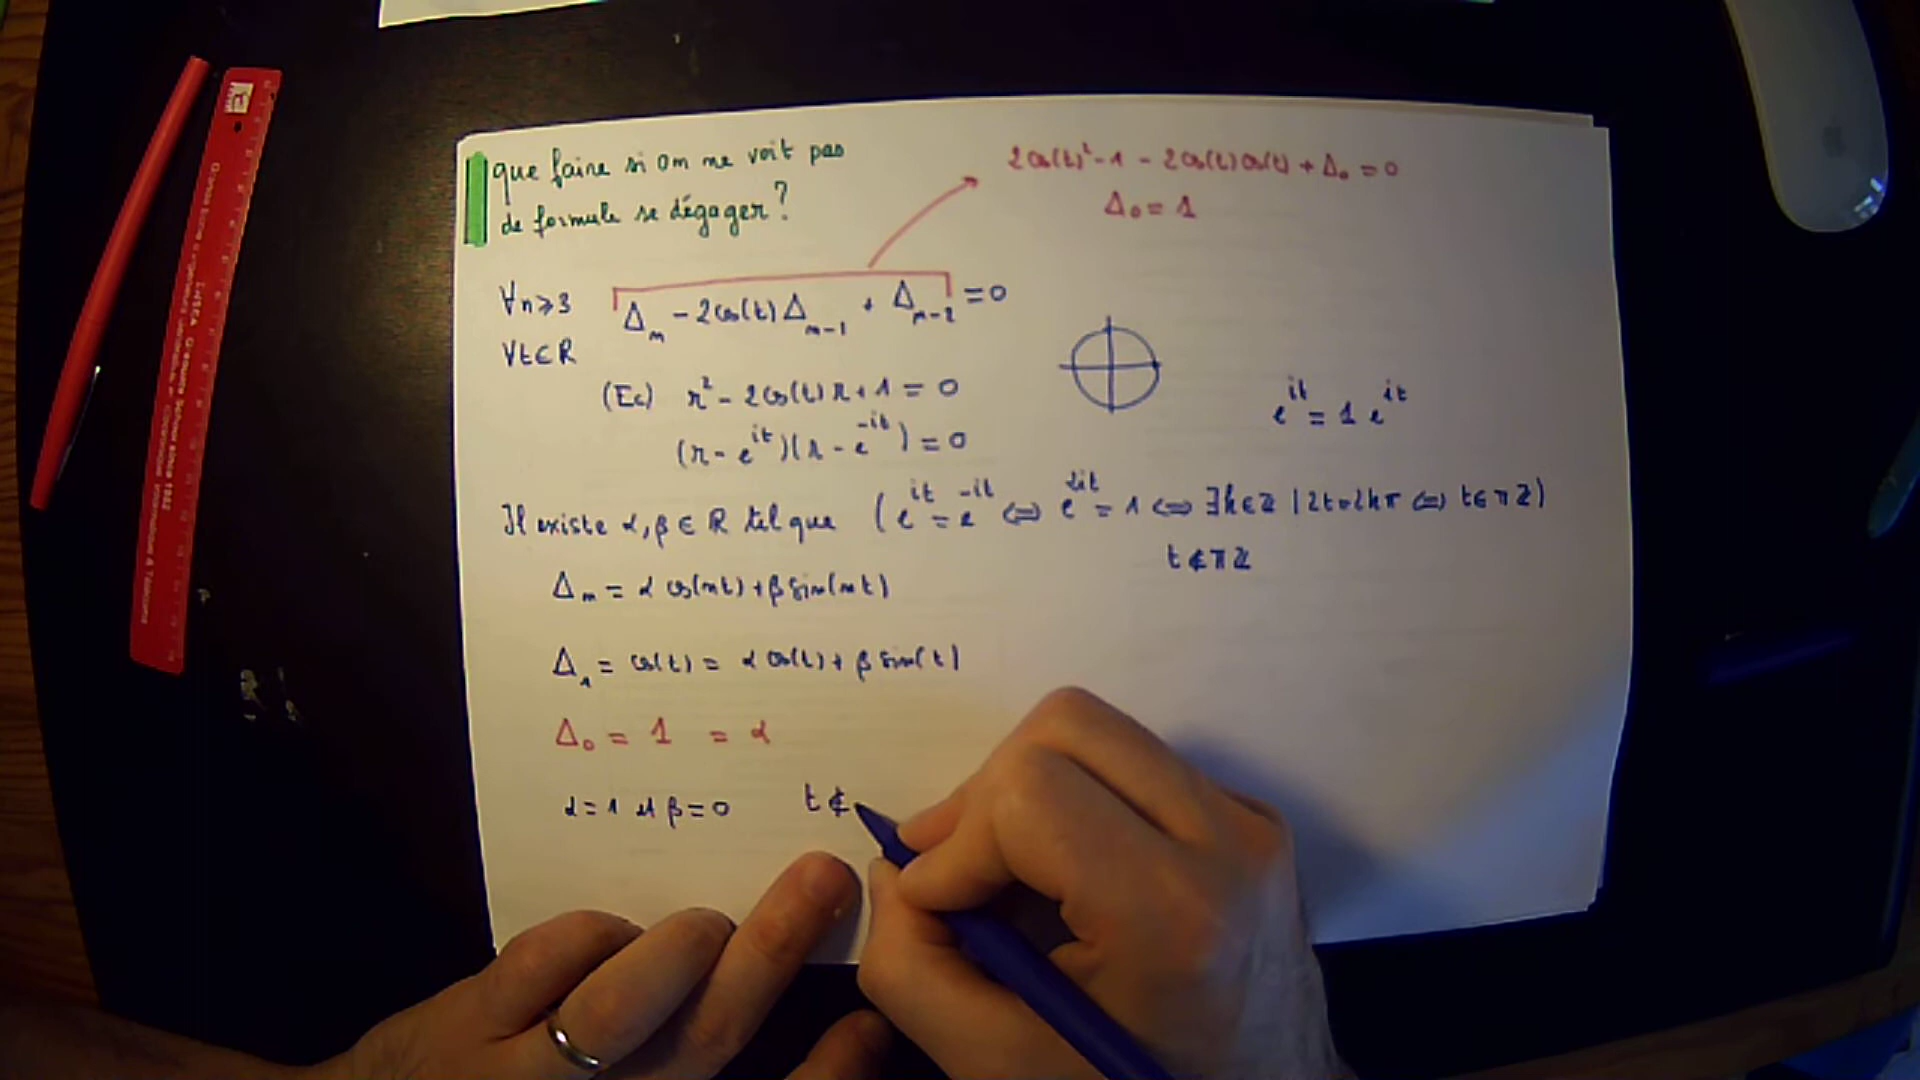 que faire si on ne voit pas
de formule se dégager ?
2cos(t)² - 1 - 2cos(t)cos(t) + Δ₀ = 0
Δ₀ = 1
∀n⩾3 Δₙ - 2cos(t) Δₙ₋₁ + Δₙ₋₂ = 0
∀t∈R
(Ec) r² - 2cos(t) r + 1 = 0
(r - e^{it})(r - e^{-it}) = 0
e^{it} = 1 e^{it}
Il existe α, β ∈ R tel que (e^{it} = e^{-it} ⇔ e^{2it} = 1 ⇔ ∃k∈Z | 2t=2kπ ⇔ t∈πZ)
t∉πZ
Δₙ = α cos(nt) + β sin(nt)
Δ₁ = cos(t) = α cos(t) + β sin(t)
Δ₀ = 1 = α
α = 1 et β = 0 t∉